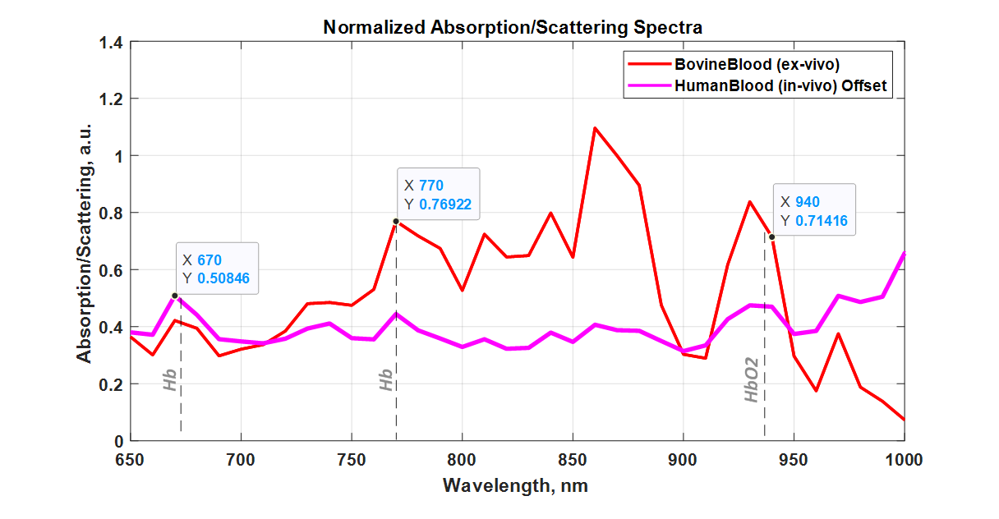 Normalized Absorption/Scattering Spectra
Absorption/Scattering, a.u.
1.4
1.2
1
0.8
0.6
0.4
0.2
0
BovineBlood (ex-vivo)
HumanBlood (in-vivo) Offset
X 670
Y 0.50846
X 770
Y 0.76922
X 940
Y 0.71416
Hb
Hb
HbO2
650
700
750
800
850
900
950
1000
Wavelength, nm